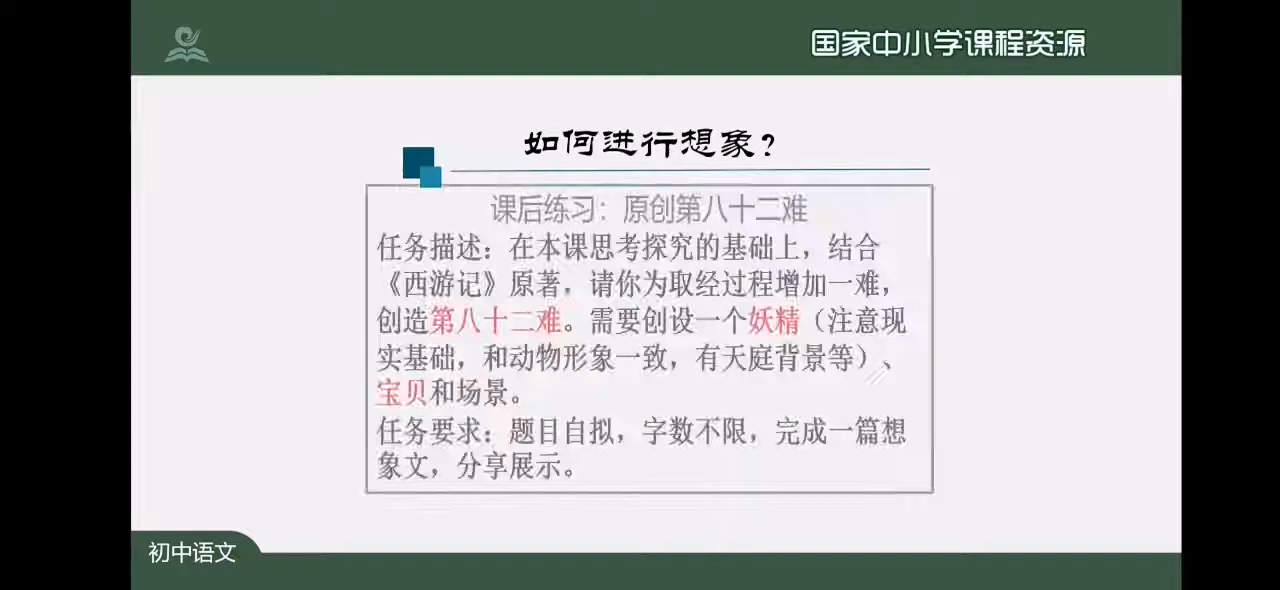 国家中小学课程资源
如何进行想象?
课后练习：原创第八十二难
任务描述：在本课思考探究的基础上，结合
《西游记》原著，请你为取经过程增加一难，
创造第八十二难。需要创设一个妖精（注意现
实基础，和动物形象一致，有天庭背景等）、
宝贝和场景。
任务要求：题目自拟，字数不限，完成一篇想
象文，分享展示。
初中语文